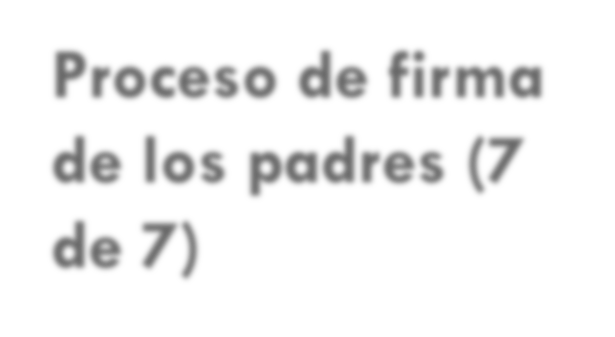 Proceso de firma
de los padres (7
de 7)